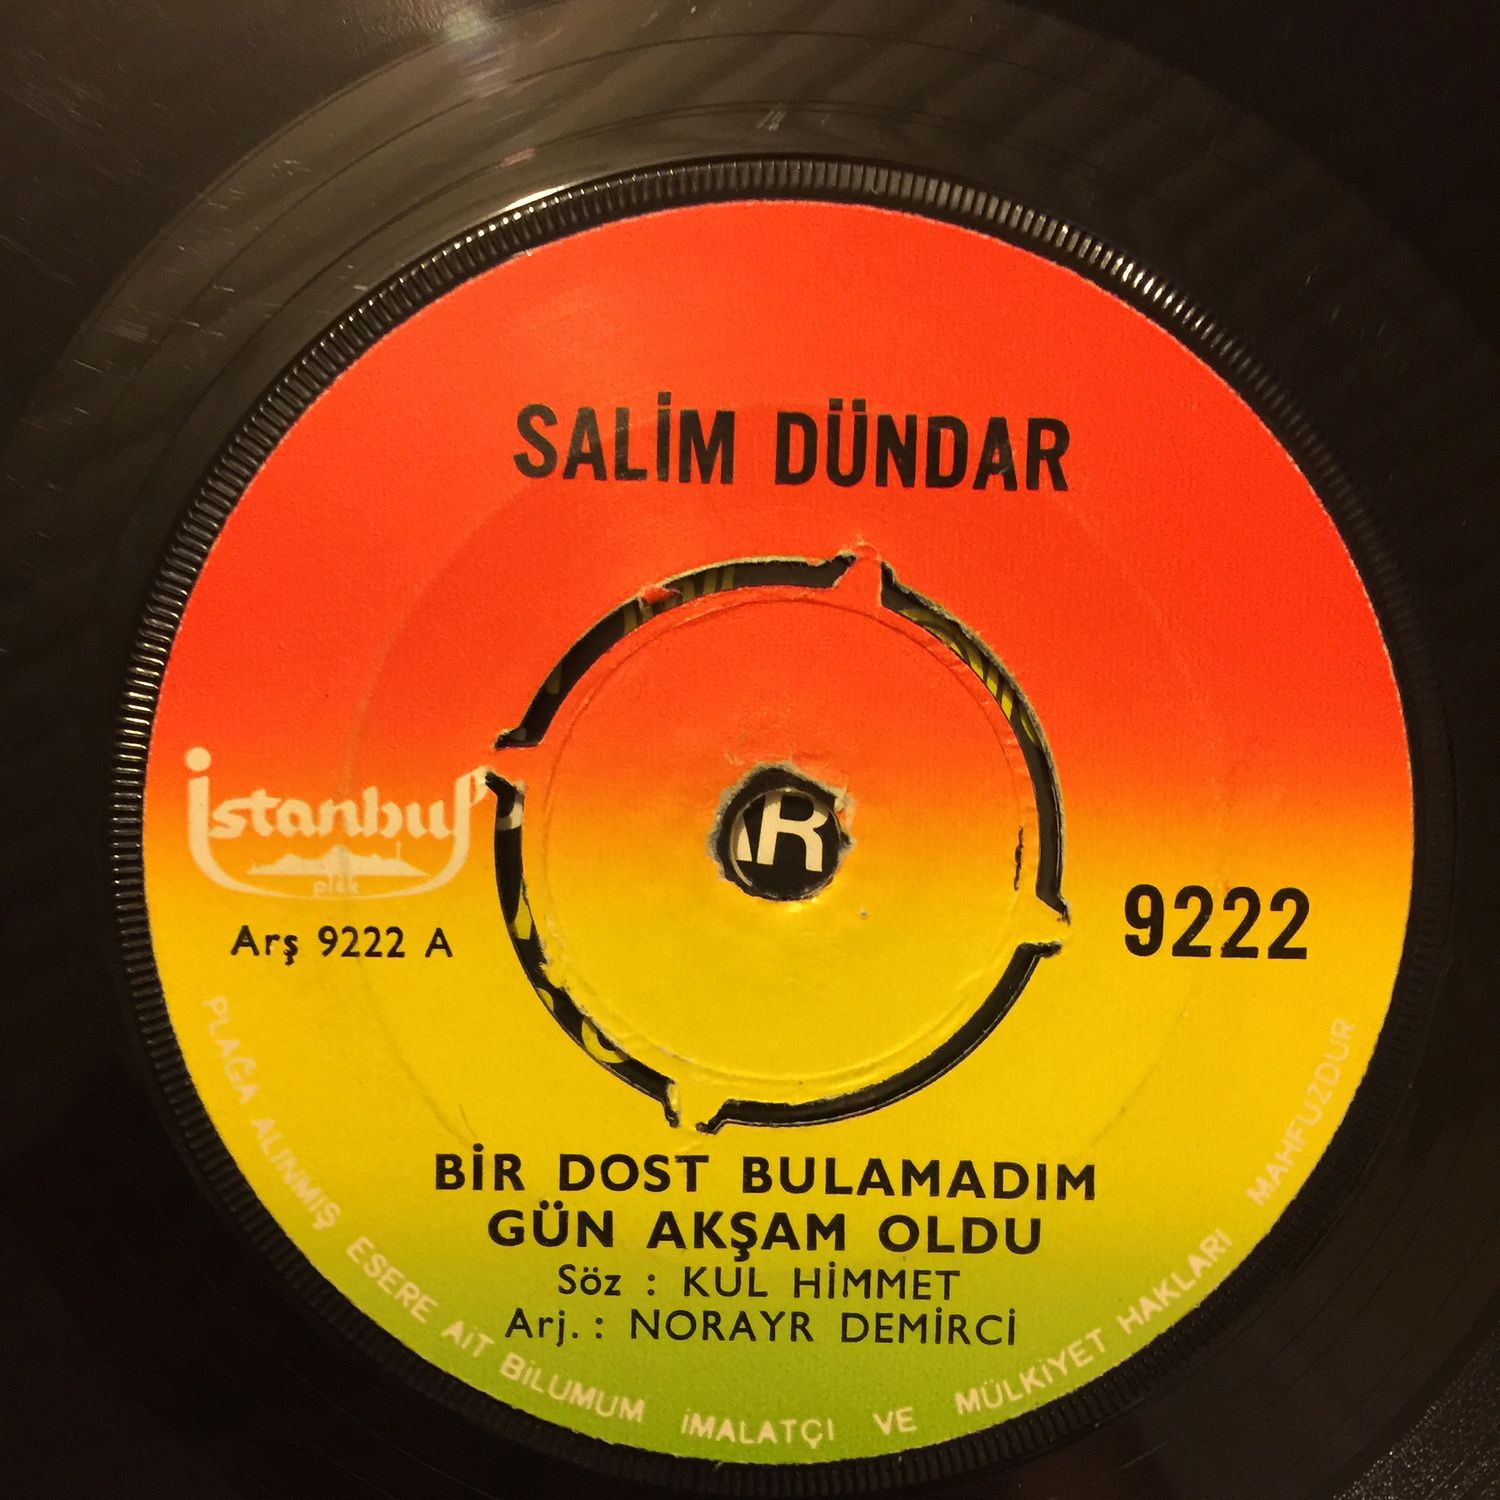 SALİM DÜNDAR
istanbul
plak
Arş 9222 A
9222
BİR DOST BULAMADIM
GÜN AKŞAM OLDU
Söz : KUL HİMMET
Arj. : NORAYR DEMİRCİ
PLAĞA ALINMIŞ ESERE AİT BİLUMUM İMALATÇI VE MÜLKİYET HAKLARI MAHFUZDUR